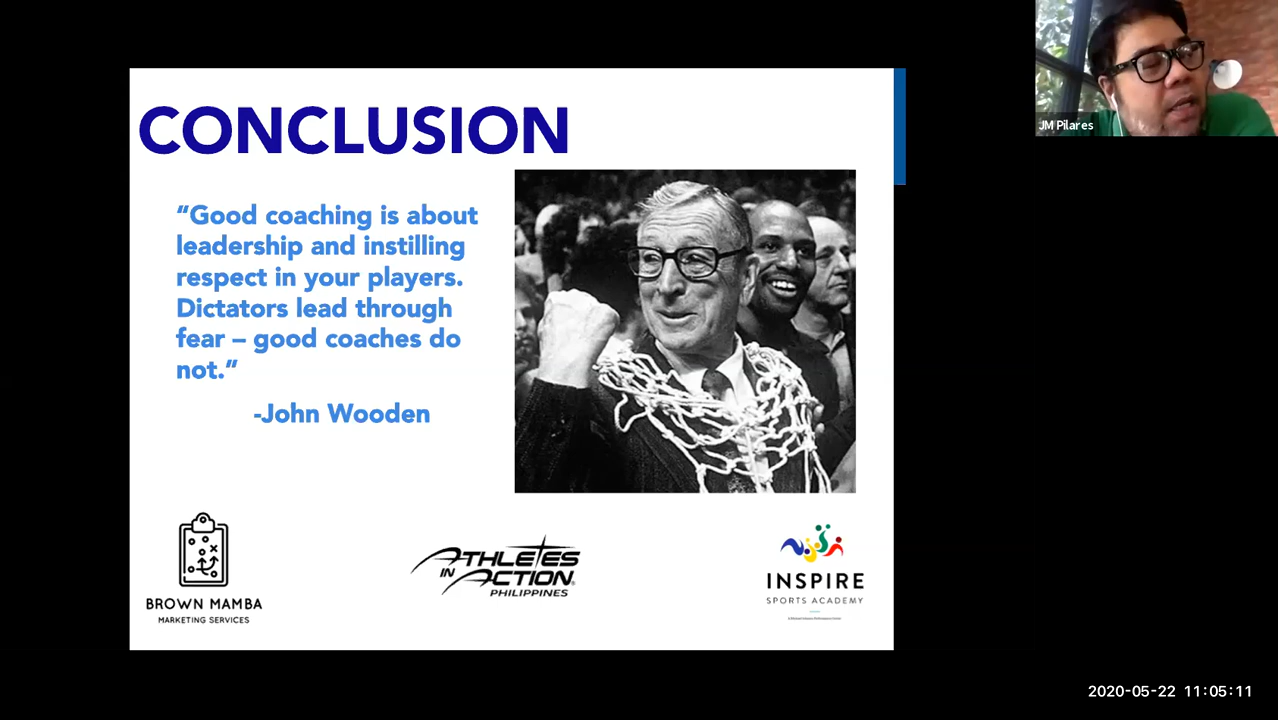 JM Pilares
CONCLUSION
“Good coaching is about
leadership and instilling
respect in your players.
Dictators lead through
fear – good coaches do
not.”
-John Wooden
BROWN MAMBA
MARKETING SERVICES
ATHLETES
IN ACTION®
PHILIPPINES
INSPIRE
SPORTS ACADEMY
2020-05-22 11:05:11